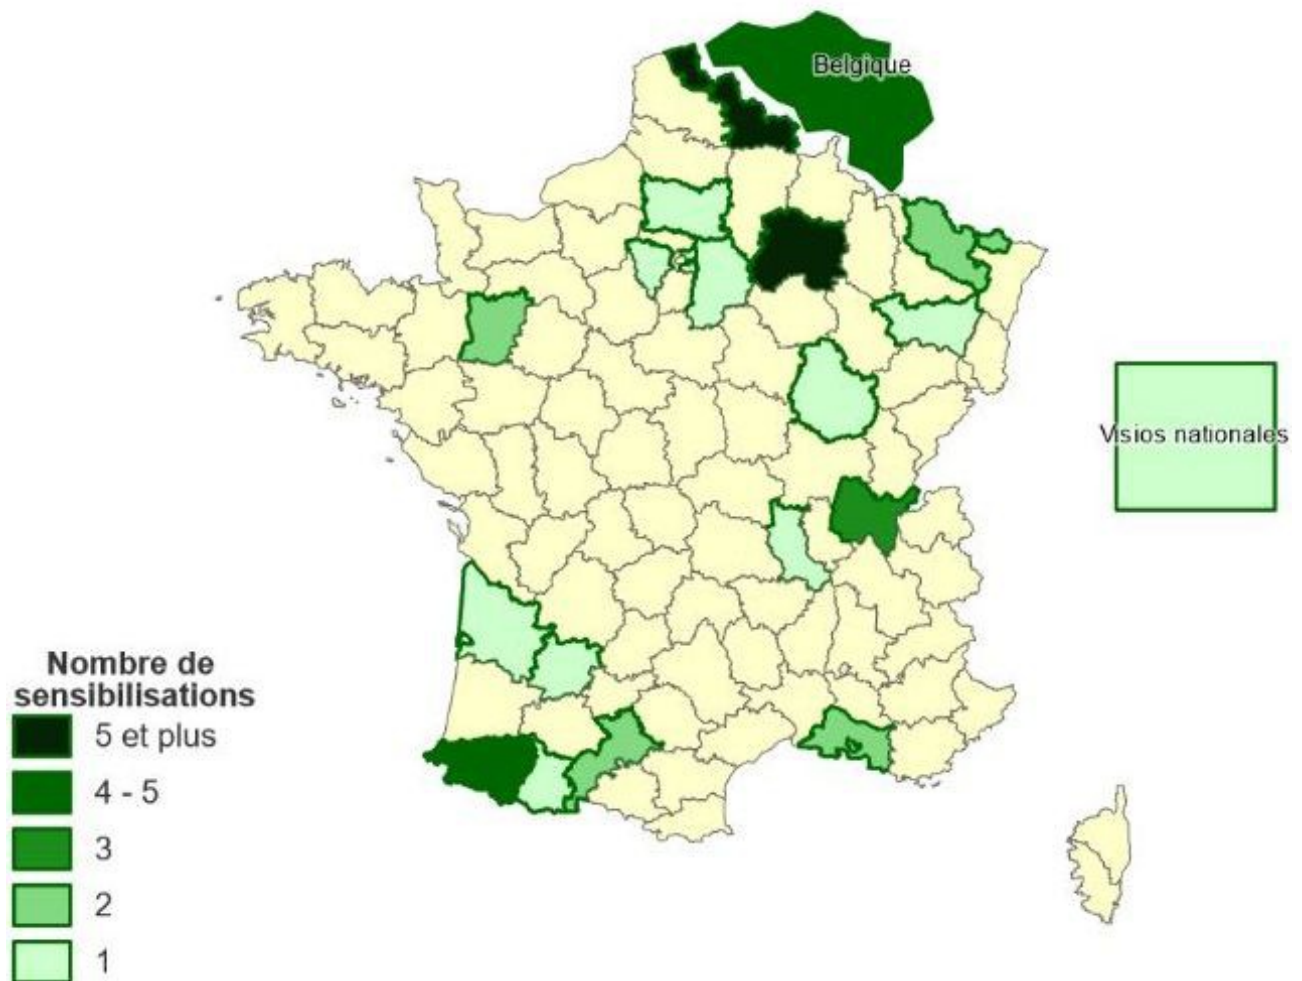 Belgique
Visios nationales
Nombre de
sensibilisations
5 et plus
4 - 5
3
2
1